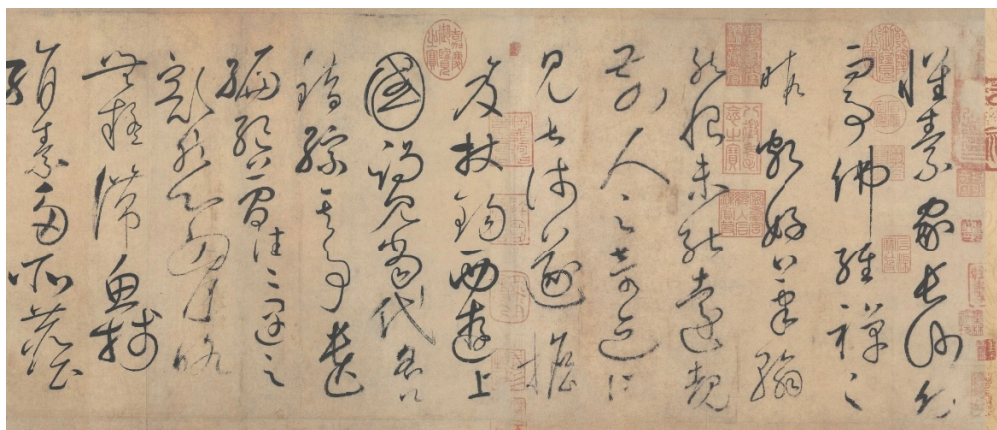 懷素家長沙幼
而事佛經禪之
暇頗好筆翰
然恨未能遠覩
前人之奇迹所
見甚淺遂擔
笈杖錫西遊上
國謁見當代名公
錯綜其事遺
編絶簡往往遇之
豁然心胸略
無疑滯魚牋
絹素多所塵點